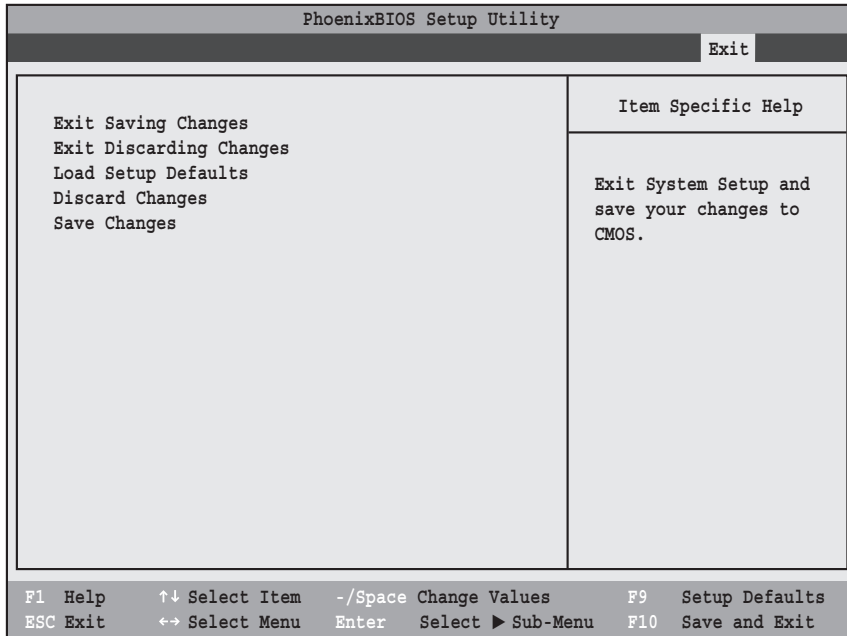 PhoenixBIOS Setup Utility
Exit
Exit Saving Changes
Exit Discarding Changes
Load Setup Defaults
Discard Changes
Save Changes
Item Specific Help
Exit System Setup and
save your changes to
CMOS.
F1 Help ↑↓ Select Item -/Space Change Values F9 Setup Defaults
ESC Exit ←→ Select Menu Enter Select ▶ Sub-Menu F10 Save and Exit